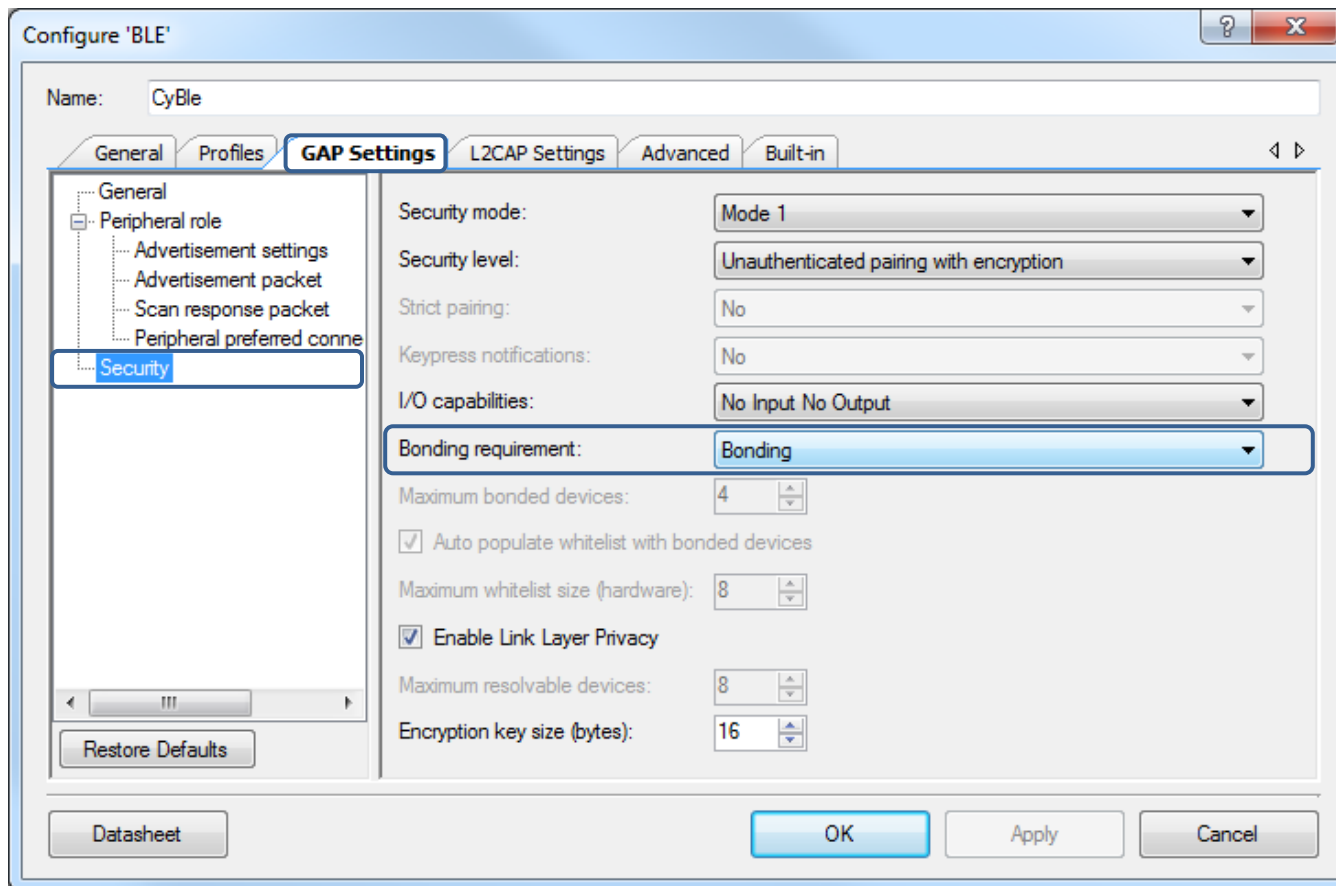 Configure 'BLE'
Name: CyBle
General Profiles GAP Settings L2CAP Settings Advanced Built-in
General
Peripheral role
Advertisement settings
Advertisement packet
Scan response packet
Peripheral preferred conne
Security
Restore Defaults
Security mode: Mode 1
Security level: Unauthenticated pairing with encryption
Strict pairing: No
Keypress notifications: No
I/O capabilities: No Input No Output
Bonding requirement: Bonding
Maximum bonded devices: 4
Auto populate whitelist with bonded devices
Maximum whitelist size (hardware): 8
Enable Link Layer Privacy
Maximum resolvable devices: 8
Encryption key size (bytes): 16
Datasheet OK Apply Cancel